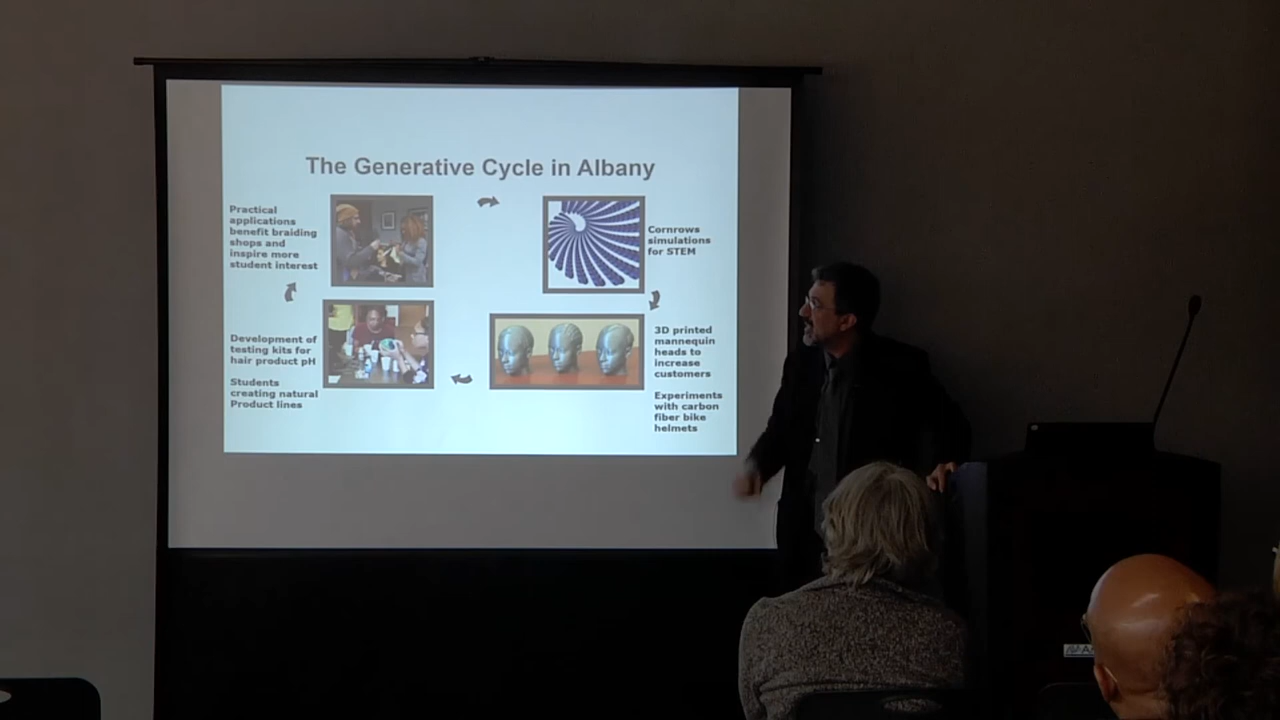 The Generative Cycle in Albany
Practical
applications
benefit braiding
shops and
inspire more
student interest
Cornrows
simulations
for STEM
3D printed
mannequin
heads to
increase
customers
Experiments
with carbon
fiber bike
helmets
Development of
testing kits for
hair product pH
Students
creating natural
Product lines